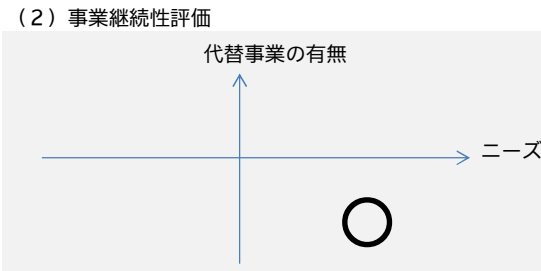 （２）事業継続性評価
代替事業の有無
ニーズ